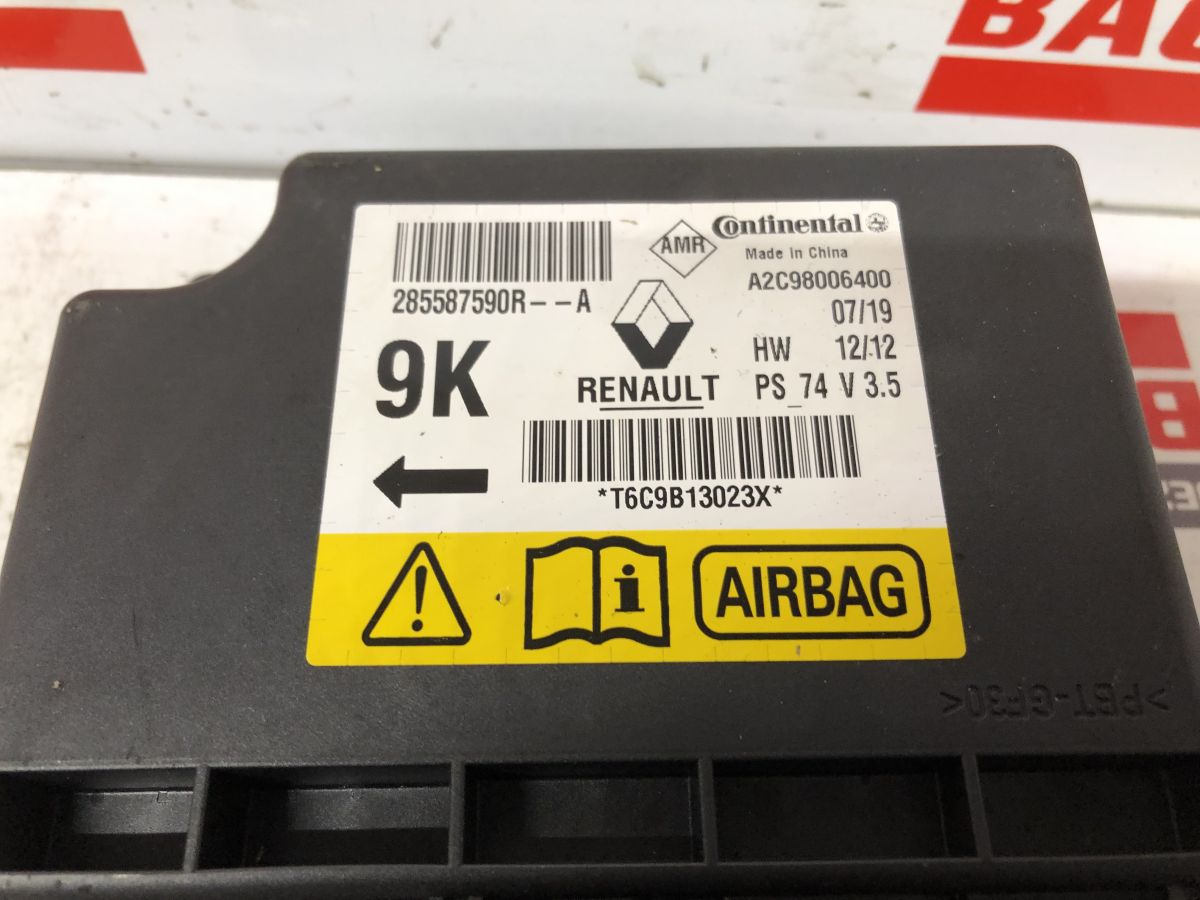 285587590R--A
AMR
Continental
Made in China
A2C98006400
07/19
HW 12/12
PS_74 V 3.5
9K
RENAULT
*T6C9B13023X*
i
AIRBAG
>PBT-GF30<